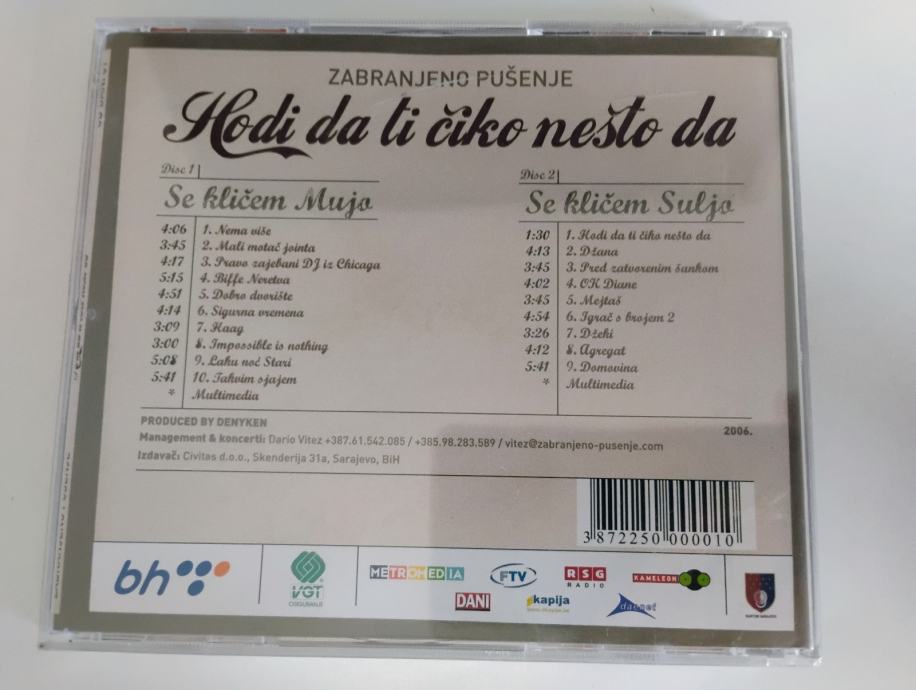 ZABRANJENO PUŠENJE
Hodi da ti čiko nešto da
Disc 1
Se kličem Mujo
4:06 1. Nema više
3:45 2. Mali motač jointa
4:17 3. Pravo zajebani DJ iz Chicaga
5:15 4. Biffe Neretva
4:51 5. Dobro dvorište
4:14 6. Sigurna vremena
3:09 7. Haag
3:00 8. Impossible is nothing
5:08 9. Laku noć Stari
5:41 10. Takvim sjajem
* Multimedia
Disc 2
Se kličem Suljo
1:30 1. Hodi da ti čiko nešto da
4:13 2. Džana
3:45 3. Pred zatvorenim šankom
4:02 4. OK Diane
3:45 5. Mejtaš
4:54 6. Igrač s brojem 2
3:26 7. Džeki
4:12 8. Agregat
5:41 9. Domovina
* Multimedia
PRODUCED BY DENYKEN
2006.
Management & koncerti: Dario Vitez +387.61.542.085 / +385.98.283.589 / vitez@zabranjeno-pusenje.com
Izdavač: Civitas d.o.o., Skenderija 31a, Sarajevo, BiH
3 872250 000010
bh
VGT
OSIGURANJE
METROMEDIA
FTV
RSG
RADIO
KAMELEON
DANI
kapija
dacnet